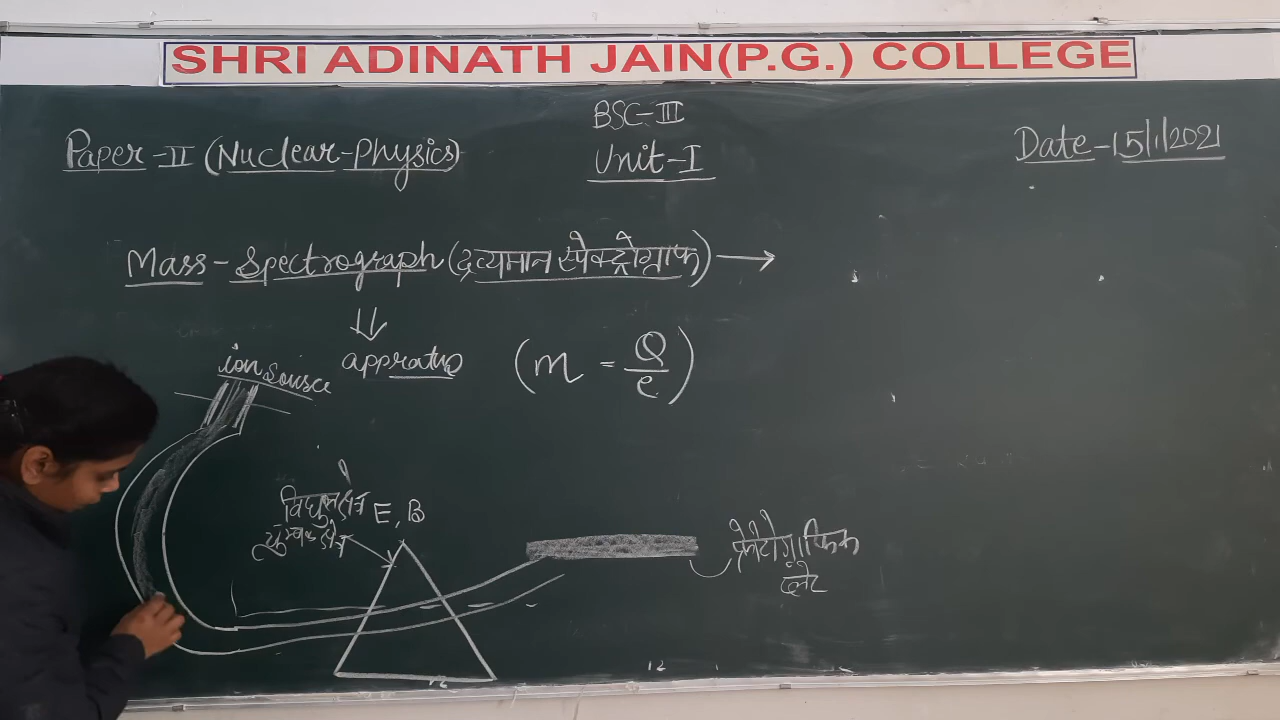 SHRI ADINATH JAIN(P.G.) COLLEGE
BSC-III
Paper-II (Nuclear-Physics)
Unit-I
Date-15/1/2021
Mass-Spectrograph (द्रव्यमान स्पेक्ट्रोग्राफ) →
⇓
ion Source
appratus
(m = Q/e)
विद्युत क्षेत्र
E, B
चुम्बक क्षेत्र
फोटोग्राफिक
प्लेट